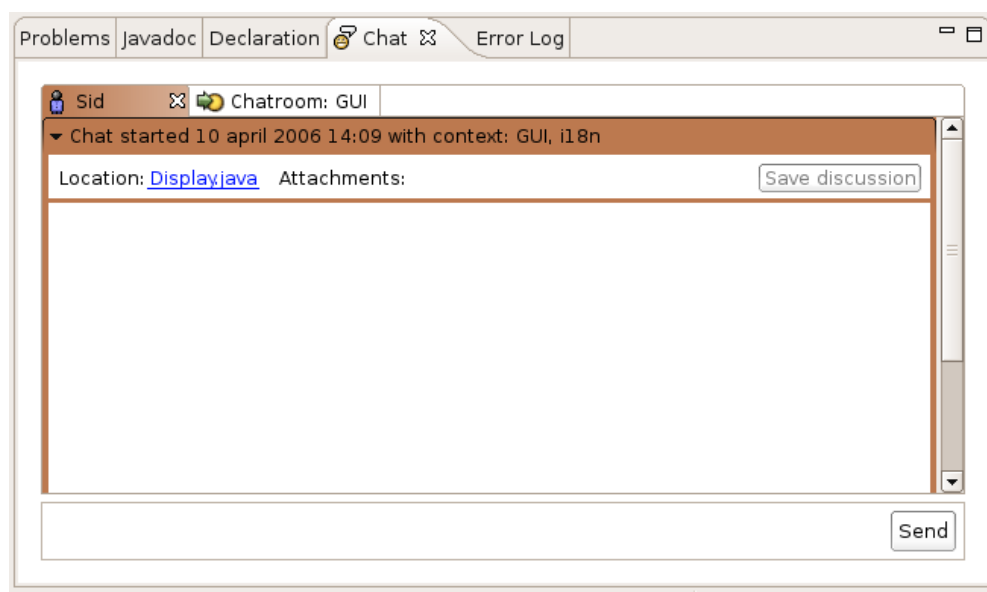 Problems Javadoc Declaration Chat Error Log
Sid Chatroom: GUI
Chat started 10 april 2006 14:09 with context: GUI, i18n
Location: Display.java Attachments: Save discussion
Send